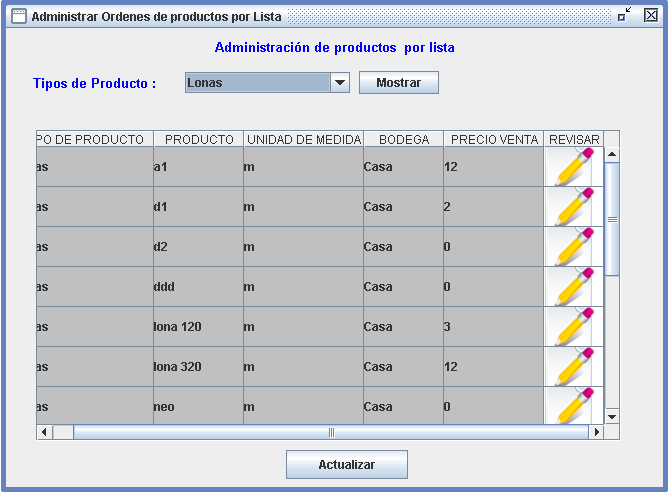 Administrar Ordenes de productos por Lista
Administración de productos por lista
Tipos de Producto : Lonas Mostrar
PO DE PRODUCTO PRODUCTO UNIDAD DE MEDIDA BODEGA PRECIO VENTA REVISAR
as a1 m Casa 12
as d1 m Casa 2
as d2 m Casa 0
as ddd m Casa 0
as lona 120 m Casa 3
as lona 320 m Casa 12
as neo m Casa 0
Actualizar